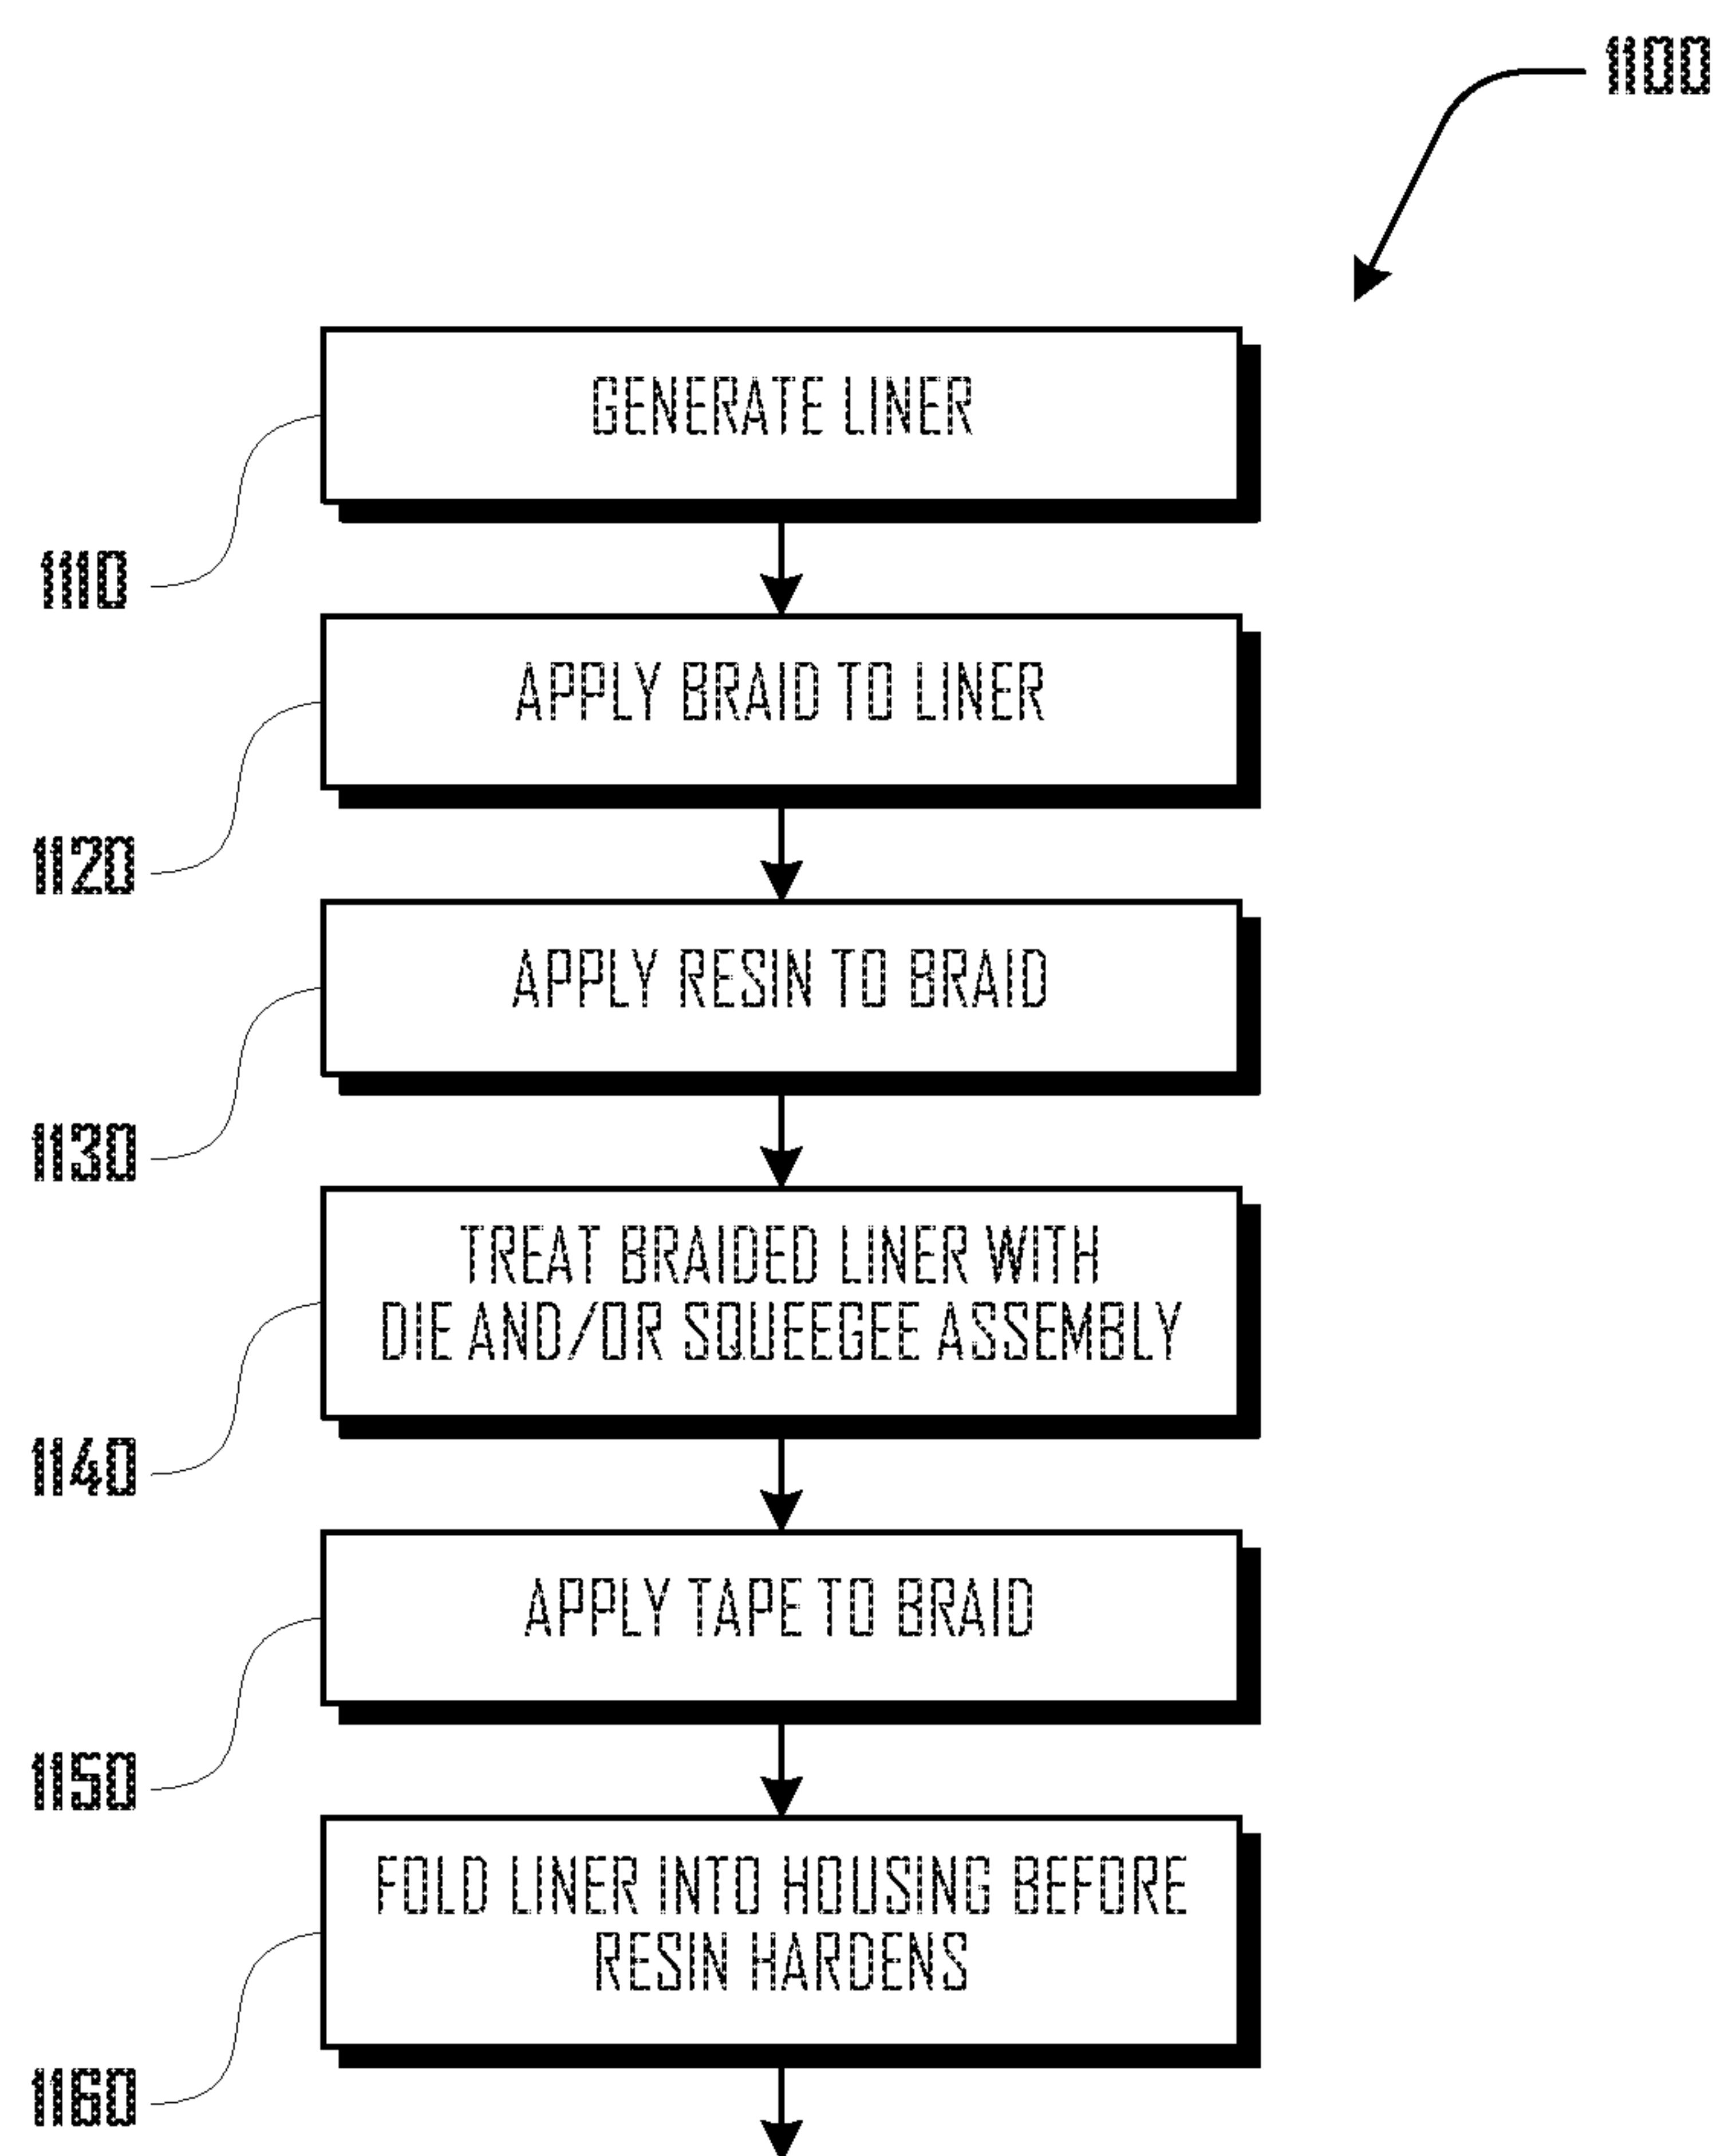 1100
GENERATE LINER
1110
APPLY BRAID TO LINER
1120
APPLY RESIN TO BRAID
1130
TREAT BRAIDED LINER WITH
DIE AND/OR SQUEEGEE ASSEMBLY
1140
APPLY TAPE TO BRAID
1150
FOLD LINER INTO HOUSING BEFORE
RESIN HARDENS
1160